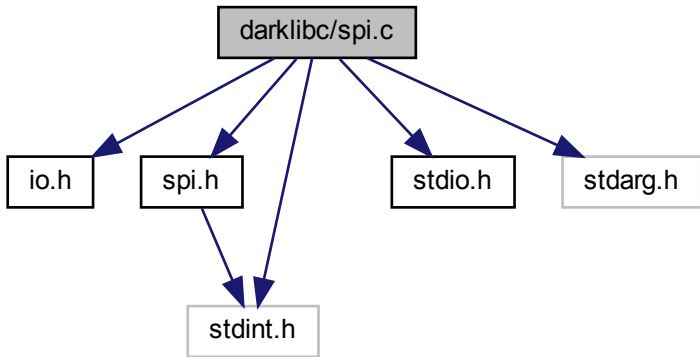 darklibc/spi.c
io.h
spi.h
stdio.h
stdarg.h
stdint.h